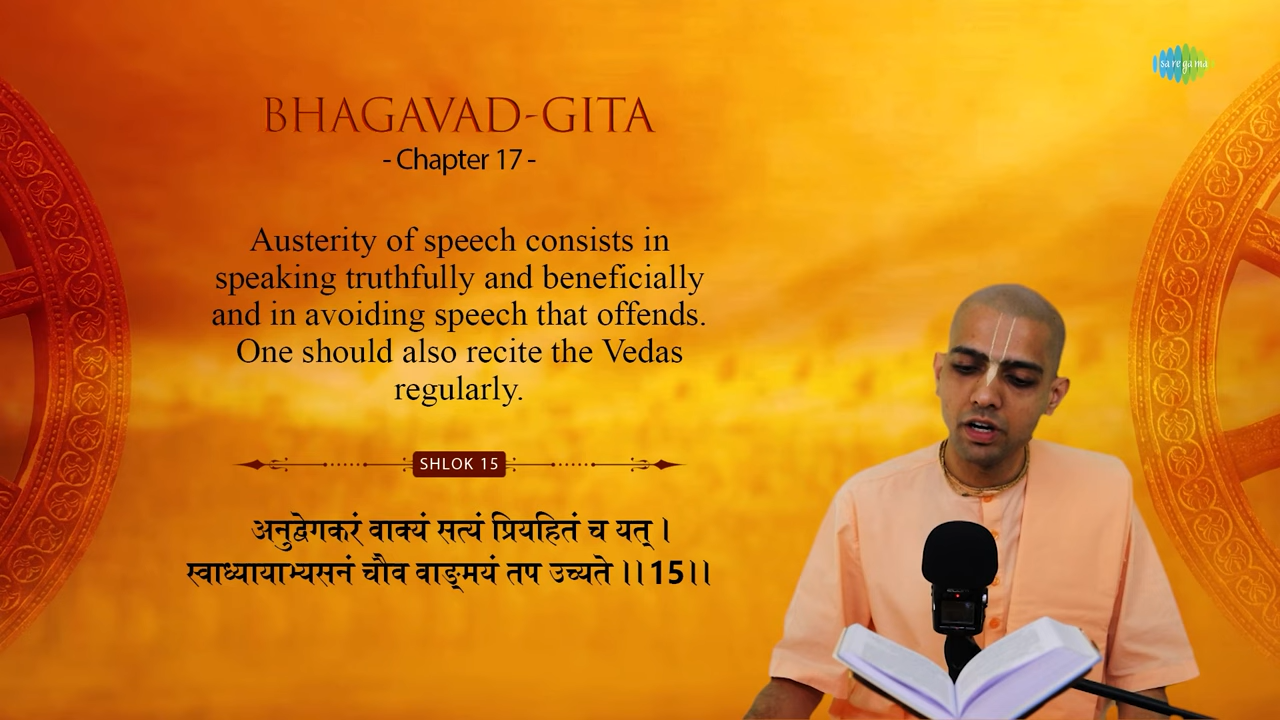 saregama
BHAGAVAD-GITA
- Chapter 17 -
Austerity of speech consists in
speaking truthfully and beneficially
and in avoiding speech that offends.
One should also recite the Vedas
regularly.
SHLOK 15
अनुद्वेगकरं वाक्यं सत्यं प्रियहितं च यत् ।
स्वाध्यायाभ्यसनं चौव वाङ्मयं तप उच्यते ।।15।।